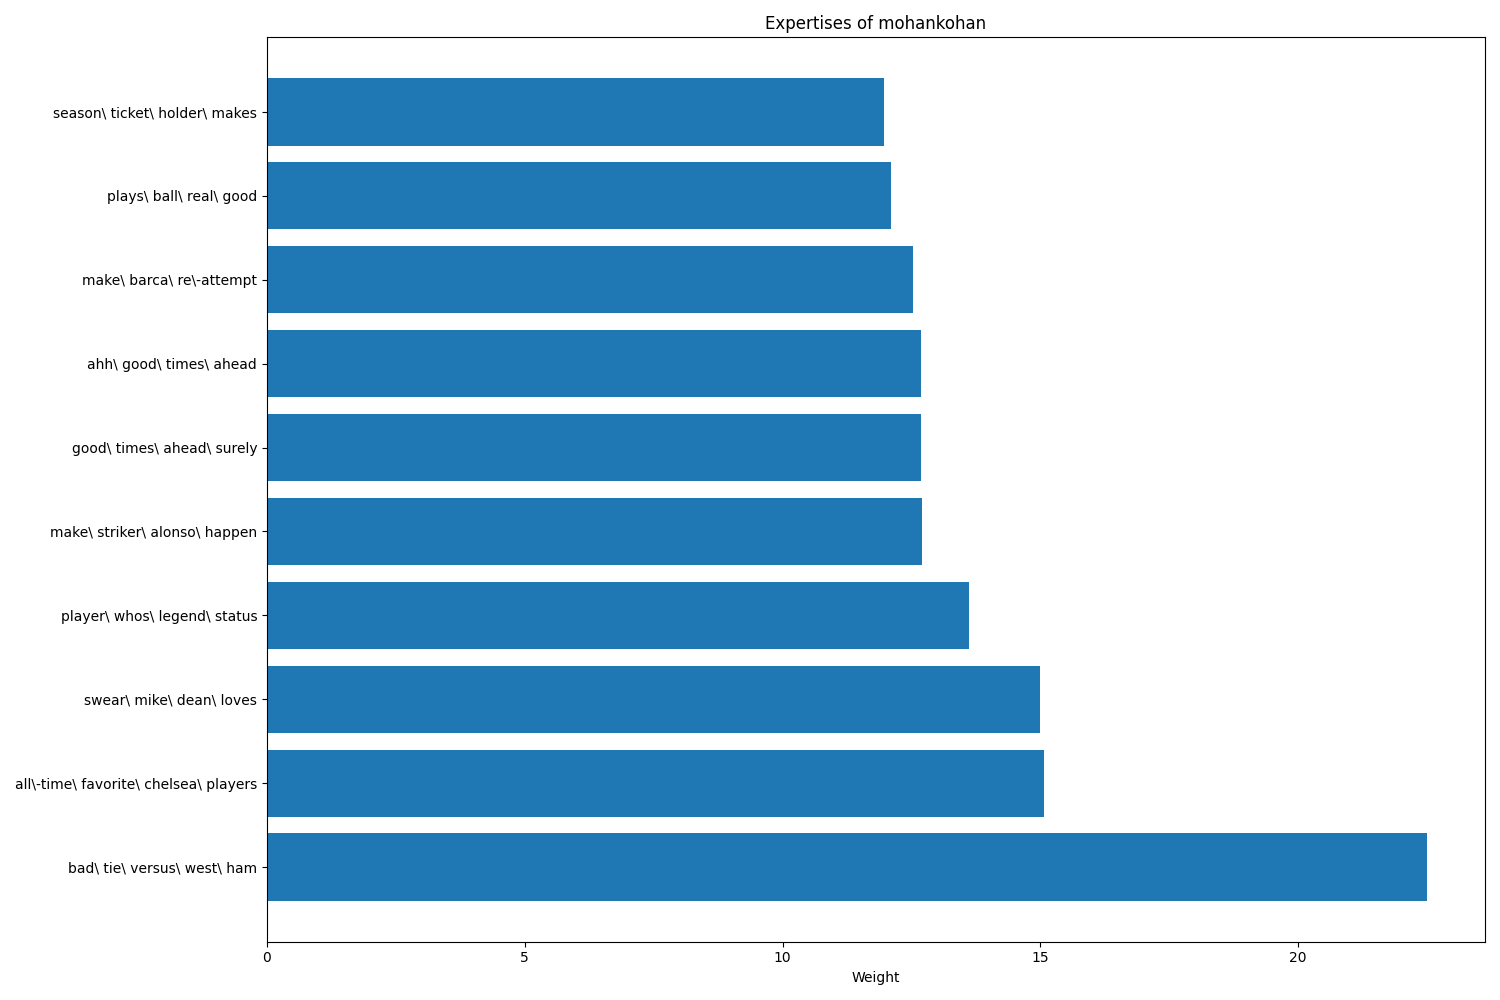 Expertises of mohankohan
season\ ticket\ holder\ makes
plays\ ball\ real\ good
make\ barca\ re\-attempt
ahh\ good\ times\ ahead
good\ times\ ahead\ surely
make\ striker\ alonso\ happen
player\ whos\ legend\ status
swear\ mike\ dean\ loves
all\-time\ favorite\ chelsea\ players
bad\ tie\ versus\ west\ ham
0 5 10 15 20
Weight